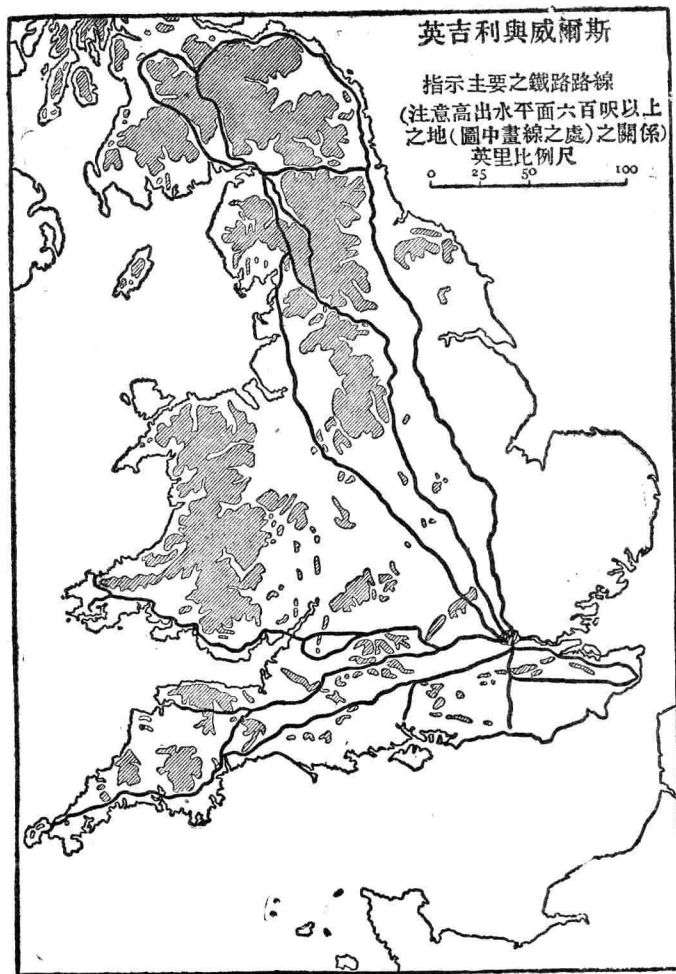 英吉利與威爾斯
指示主要之鐵路路線
(注意高出水平面六百呎以上
之地(圖中畫線之處)之關係)
英里比例尺
0 25 50 100